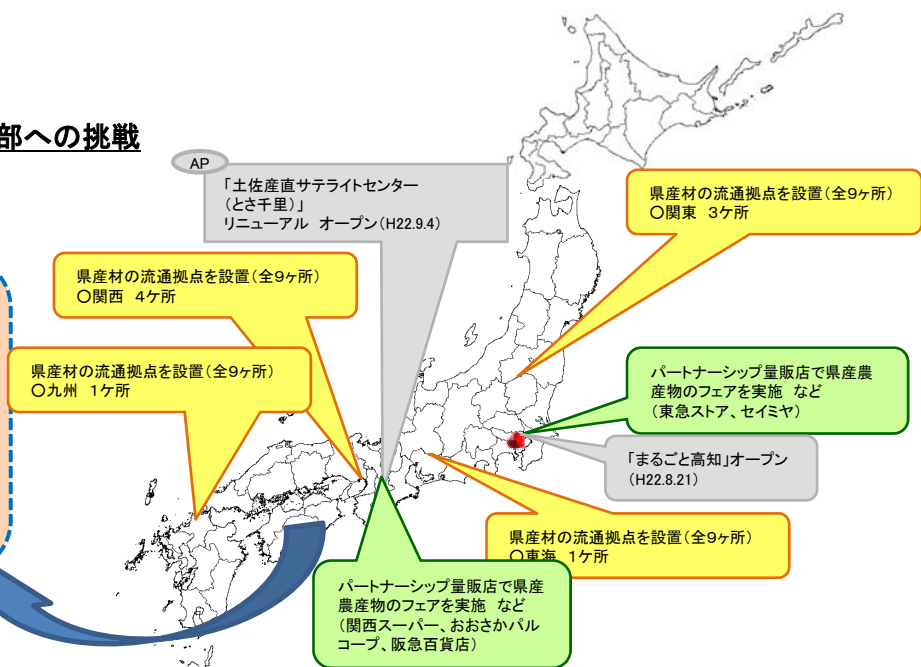 部への挑戦
AP
「土佐産直サテライトセンター
(とさ千里)」
リニューアル オープン(H22.9.4)
県産材の流通拠点を設置(全9ヶ所)
○関東 3ケ所
県産材の流通拠点を設置(全9ヶ所)
○関西 4ケ所
県産材の流通拠点を設置(全9ヶ所)
○九州 1ケ所
パートナーシップ量販店で県産農
産物のフェアを実施 など
(東急ストア、セイミヤ)
「まるごと高知」オープン
(H22.8.21)
県産材の流通拠点を設置(全9ヶ所)
○東海 1ケ所
パートナーシップ量販店で県産
農産物のフェアを実施 など
(関西スーパー、おおさかパル
コープ、阪急百貨店)